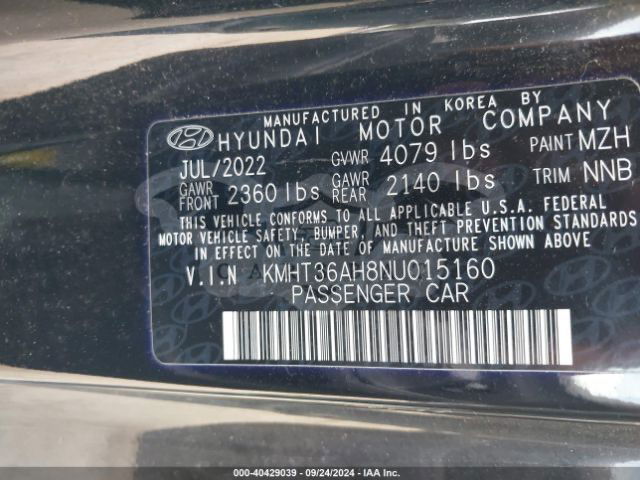 MANUFACTURED IN KOREA BY
HYUNDAI MOTOR COMPANY
JUL/2022 GVWR 4079 lbs PAINT MZH
GAWR FRONT 2360 lbs GAWR REAR 2140 lbs TRIM NNB
THIS VEHICLE CONFORMS TO ALL APPLICABLE U.S.A. FEDERAL
MOTOR VEHICLE SAFETY, BUMPER, AND THEFT PREVENTION STANDARDS
IN EFFECT ON THE DATE OF MANUFACTURE SHOWN ABOVE
V.I.N KMHT36AH8NU015160
PASSENGER CAR
000-40429039 - 09/24/2024 - IAA Inc.